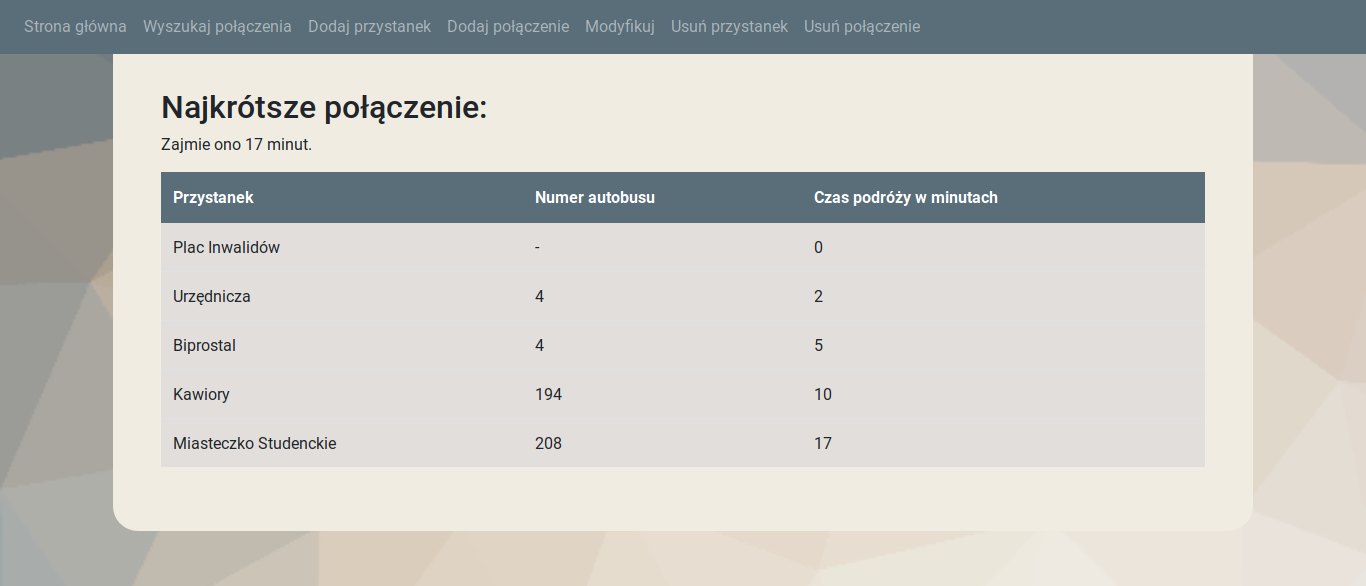 Strona główna Wyszukaj połączenia Dodaj przystanek Dodaj połączenie Modyfikuj Usuń przystanek Usuń połączenie
Najkrótsze połączenie:
Zajmie ono 17 minut.
Przystanek Numer autobusu Czas podróży w minutach
Plac Inwalidów - 0
Urzędnicza 4 2
Biprostal 4 5
Kawiory 194 10
Miasteczko Studenckie 208 17